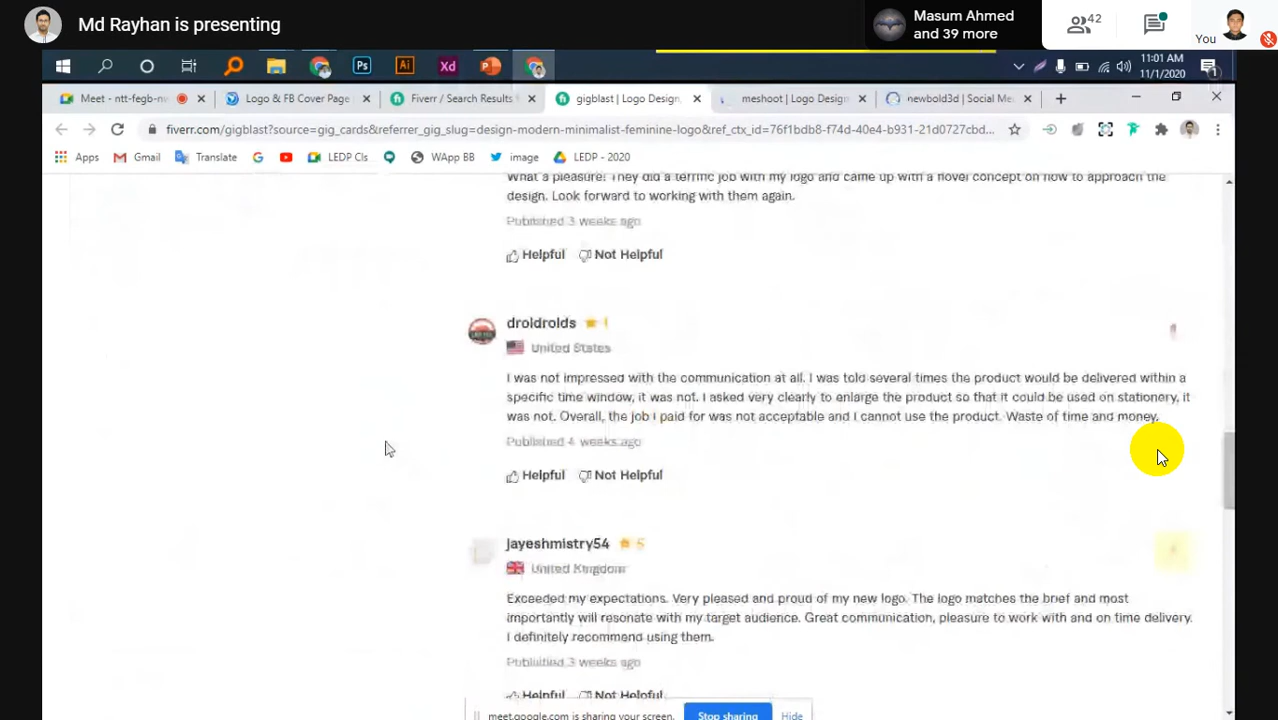 Md Rayhan is presenting
Masum Ahmed
and 39 more
42
You
Ps
Ai
Xd
11:01 AM
11/1/2020
Meet - ntt-fegb-n
Logo & FB Cover Page
Fiverr / Search Results
gigblast | Logo Design,
meshoot | Logo Design
newbold3d | Social Me
fiverr.com/gigblast?source=gig_cards&referrer_gig_slug=design-modern-minimalist-feminine-logo&ref_ctx_id=76f1bdb8-f74d-40e4-b931-21d0727cbd...
Apps
Gmail
Translate
LEDP Cls
WApp BB
image
LEDP - 2020
What a pleasure! They did a terrific job with my logo and came up with a novel concept on how to approach the
design. Look forward to working with them again.
Published 3 weeks ago
Helpful
Not Helpful
droidroids
1
United States
I was not impressed with the communication at all. I was told several times the product would be delivered within a
specific time window, it was not. I asked very clearly to enlarge the product so that it could be used on stationery, it
was not. Overall, the job i paid for was not acceptable and I cannot use the product. Waste of time and money.
Published 4 weeks ago
Helpful
Not Helpful
jayeshmistry54
5
United Kingdom
Exceeded my expectations. Very pleased and proud of my new logo. The logo matches the brief and most
importantly will resonate with my target audience. Great communication, pleasure to work with and on time delivery.
I definitely recommend using them.
Published 3 weeks ago
Helpful
Not Helpful
meet.google.com is sharing your screen.
Stop sharing
Hide